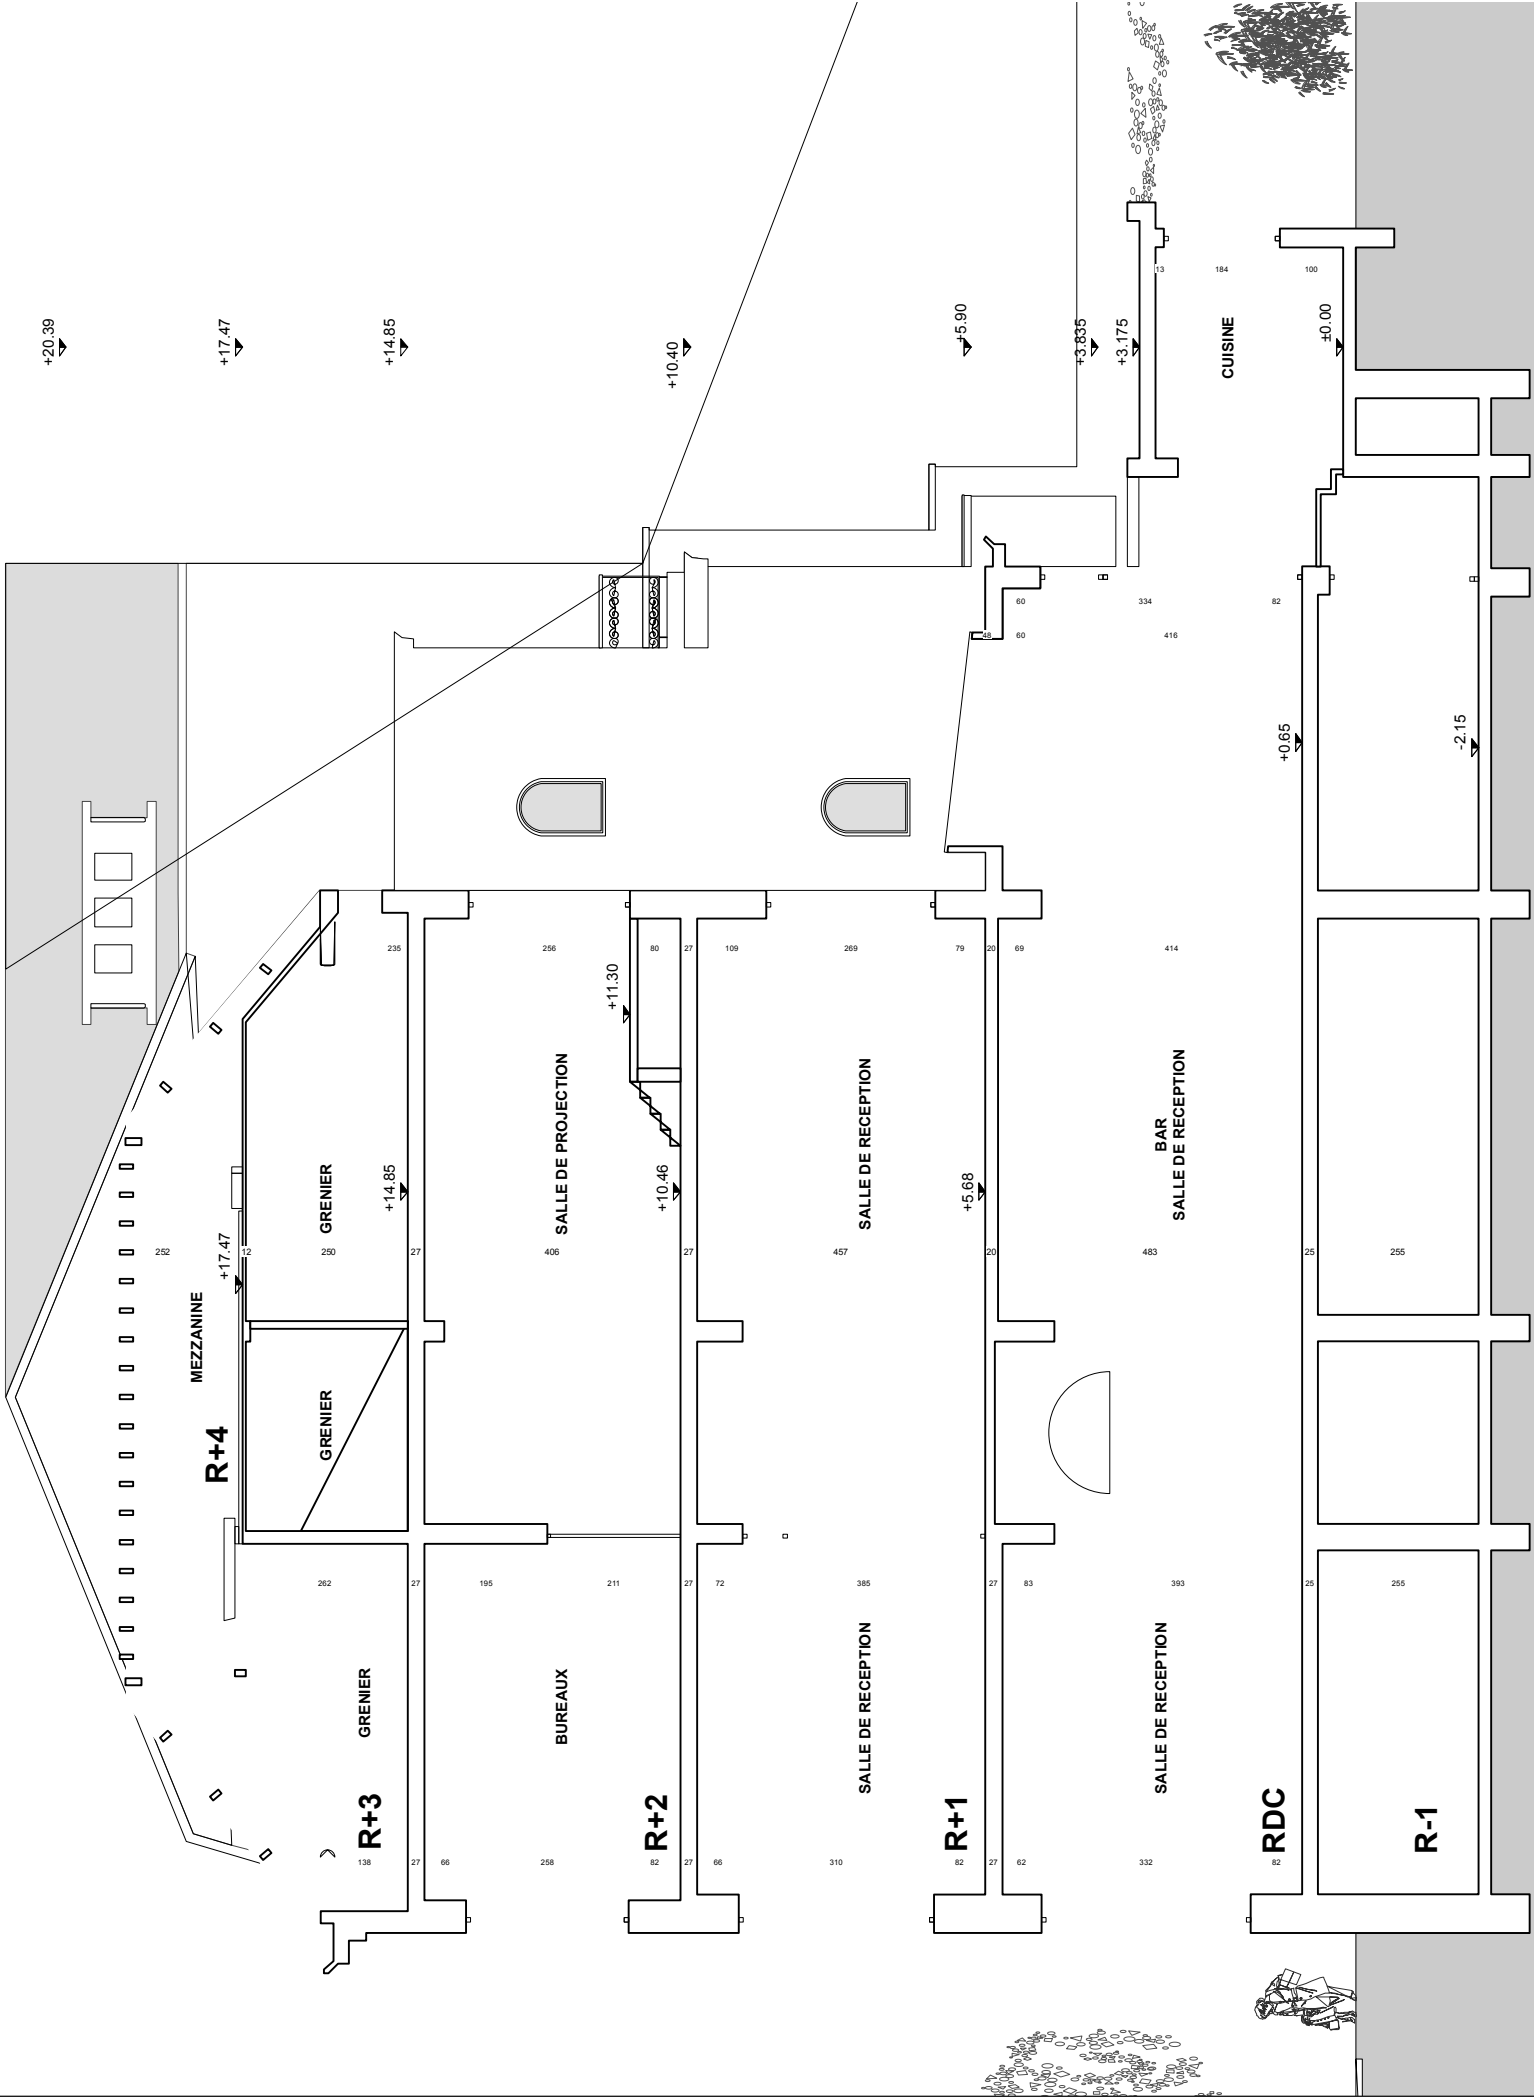 +20.39
+17.47
+14.85
+10.40
+5.90
+3.835
+3.175
±0.00
13 184 100
CUISINE
60 334 82
48 60 416
+0.65
-2.15
235 256 80 27 109 269 79 20 69 414
+11.30
SALLE DE PROJECTION
SALLE DE RECEPTION
BAR
SALLE DE RECEPTION
GRENIER
+14.85
+10.46
+5.68
252 12 250 27 406 27 457 20 483 25 255
+17.47
MEZZANINE
R+4
GRENIER
262 27 195 211 27 72 385 27 83 393 25 255
GRENIER
BUREAUX
SALLE DE RECEPTION
SALLE DE RECEPTION
R+3
R+2
R+1
RDC
R-1
138 27 66 258 82 27 66 310 82 27 62 332 82